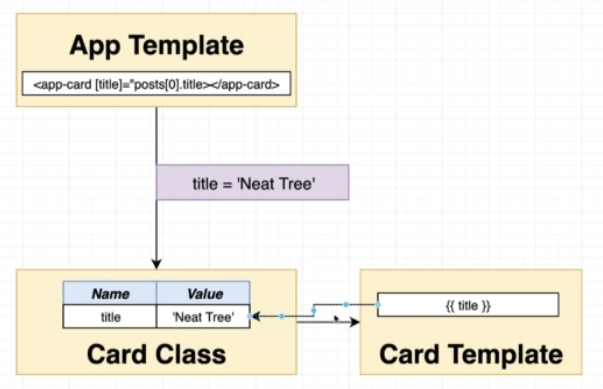 App Template
<app-card [title]="posts[0].title></app-card>
title = 'Neat Tree'
Name Value
title 'Neat Tree'
Card Class
{{ title }}
Card Template